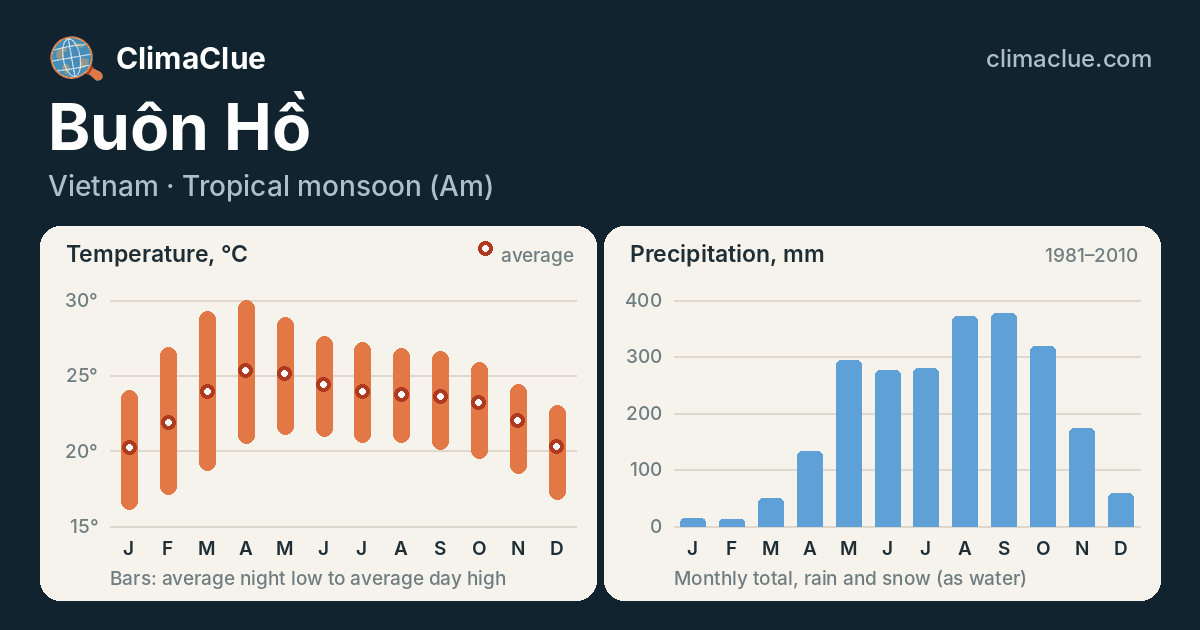 ClimaClue
climaclue.com
Buôn Hồ
Vietnam · Tropical monsoon (Am)
Temperature, °C
average
30°
25°
20°
15°
J F M A M J J A S O N D
Bars: average night low to average day high
Precipitation, mm
1981–2010
400
300
200
100
0
J F M A M J J A S O N D
Monthly total, rain and snow (as water)